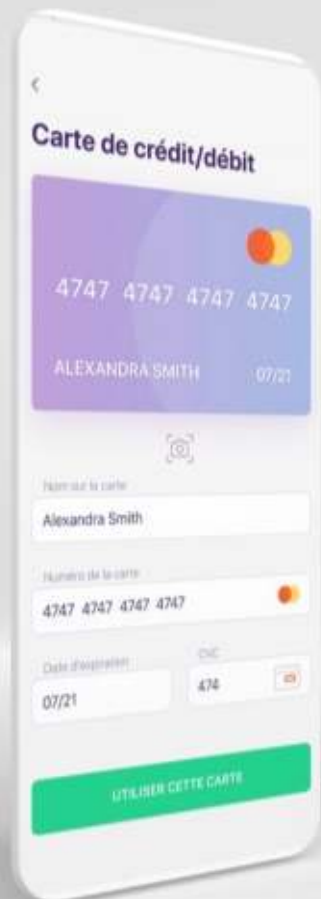 Carte de crédit/débit
4747 4747 4747 4747
ALEXANDRA SMITH 07/21
Nom sur la carte
Alexandra Smith
Numéro de la carte
4747 4747 4747 4747
Date d'expiration CVC
07/21 474
UTILISER CETTE CARTE